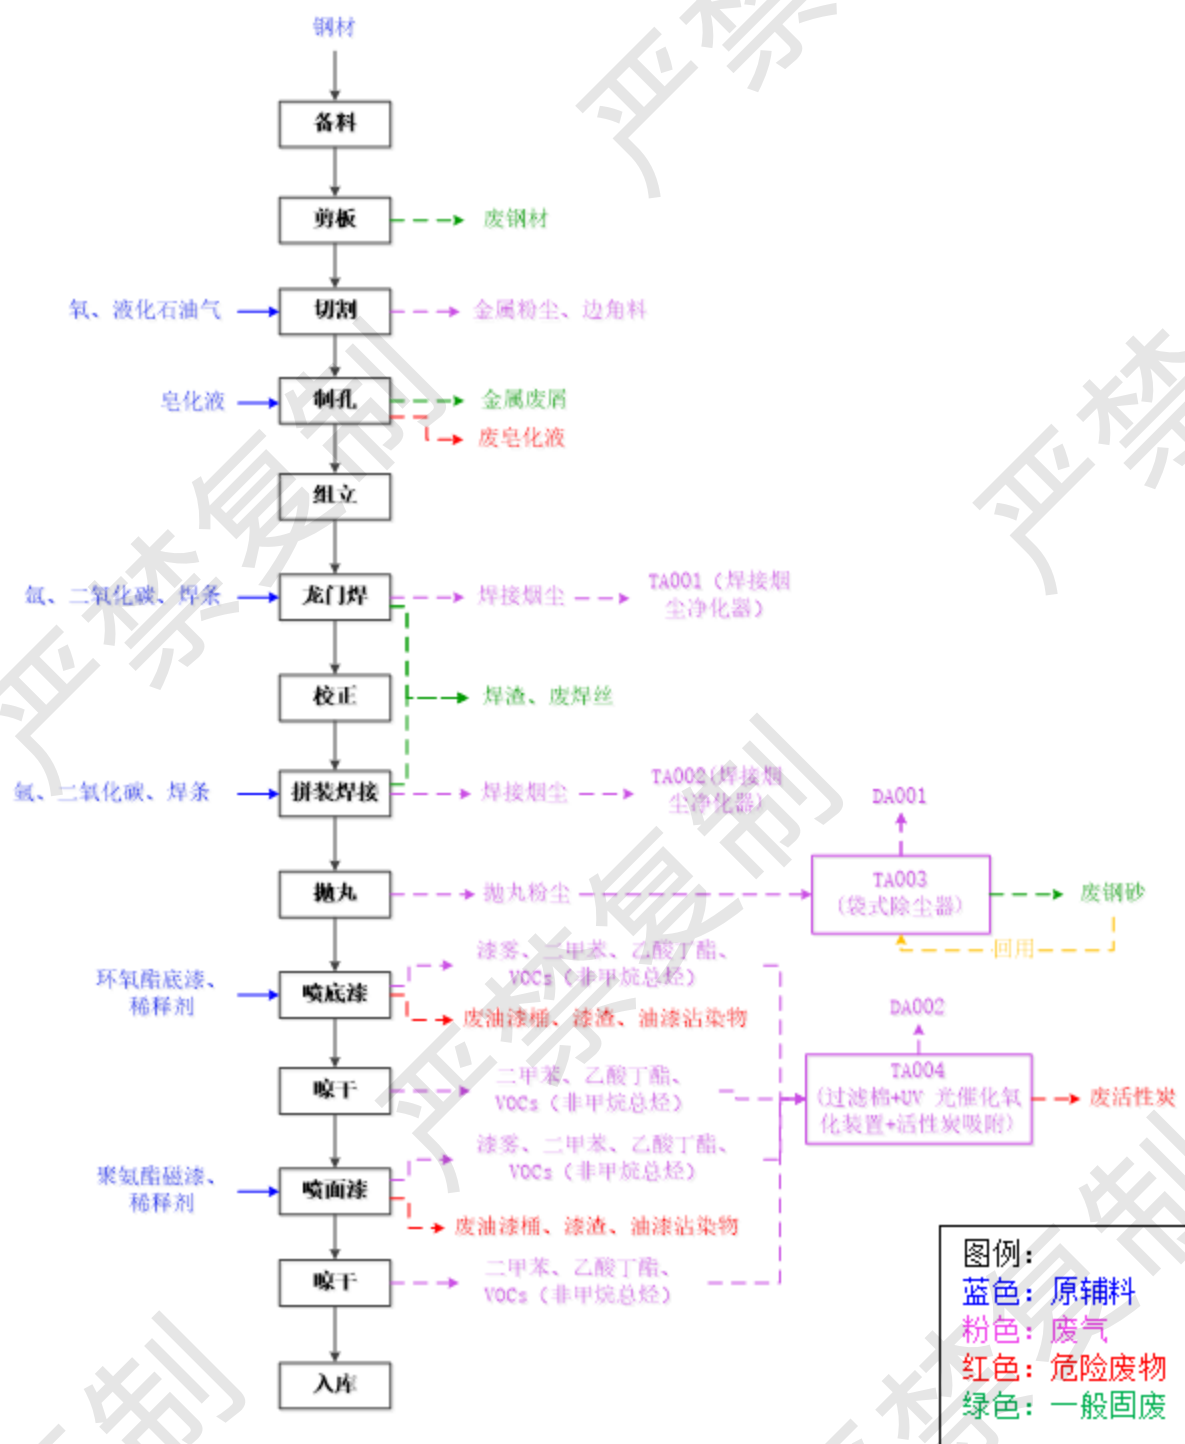 钢材
备料
剪板
废钢材
氧、液化石油气
切割
金属粉尘、边角料
皂化液
制孔
金属废屑
废皂化液
组立
氩、二氧化碳、焊条
龙门焊
焊接烟尘
TA001（焊接烟
尘净化器）
校正
焊渣、废焊丝
氩、二氧化碳、焊条
拼装焊接
焊接烟尘
TA002(焊接烟
尘净化器)
DA001
抛丸
抛丸粉尘
TA003
(袋式除尘器)
废钢砂
回用
环氧酯底漆、
稀释剂
喷底漆
漆雾、二甲苯、乙酸丁酯、
VOCs（非甲烷总烃）
废油漆桶、漆渣、油漆沾染物
DA002
晾干
二甲苯、乙酸丁酯、
VOCs（非甲烷总烃）
TA004
(过滤棉+UV 光催化氧
化装置+活性炭吸附)
废活性炭
聚氨酯磁漆、
稀释剂
喷面漆
漆雾、二甲苯、乙酸丁酯、
VOCs（非甲烷总烃）
废油漆桶、漆渣、油漆沾染物
晾干
二甲苯、乙酸丁酯、
VOCs（非甲烷总烃）
入库
图例：
蓝色：原辅料
粉色：废气
红色：危险废物
绿色：一般固废
严禁
严禁复制
严禁
严禁复制
制
严禁复制